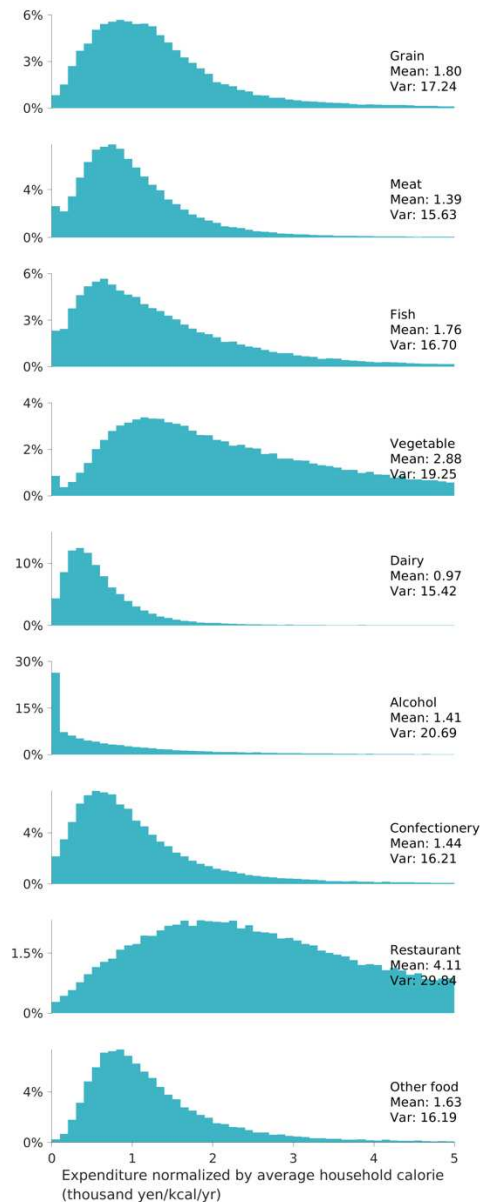 6%
3%
0%
Grain
Mean: 1.80
Var: 17.24
4%
0%
Meat
Mean: 1.39
Var: 15.63
6%
3%
0%
Fish
Mean: 1.76
Var: 16.70
4%
2%
0%
Vegetable
Mean: 2.88
Var: 19.25
10%
0%
Dairy
Mean: 0.97
Var: 15.42
30%
15%
0%
Alcohol
Mean: 1.41
Var: 20.69
4%
0%
Confectionery
Mean: 1.44
Var: 16.21
1.5%
0%
Restaurant
Mean: 4.11
Var: 29.84
4%
0%
Other food
Mean: 1.63
Var: 16.19
0 1 2 3 4 5
Expenditure normalized by average household calorie
(thousand yen/kcal/yr)